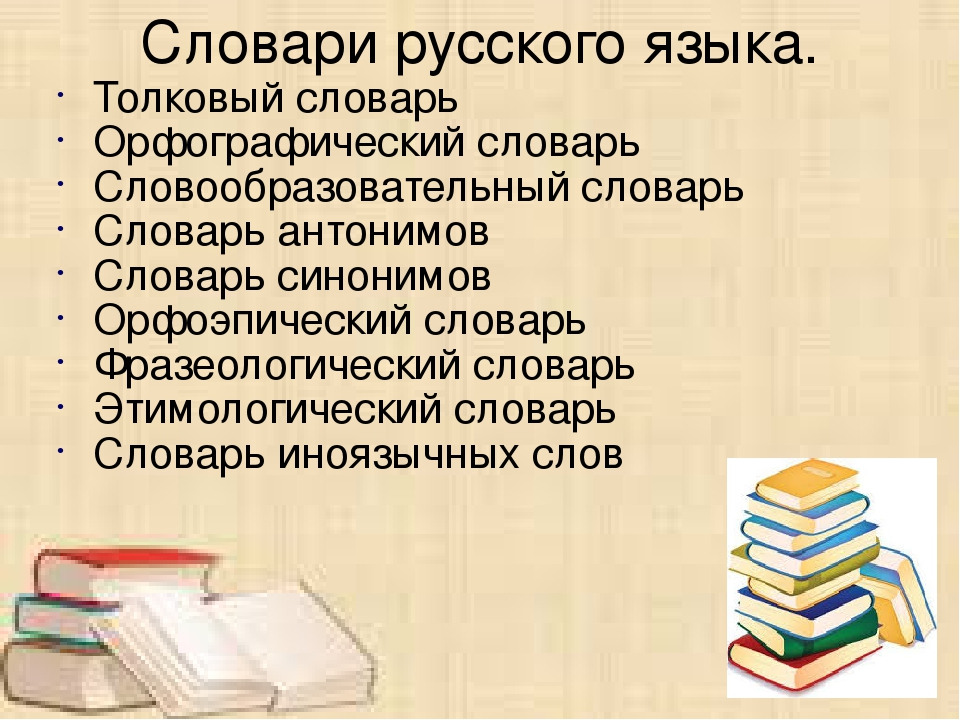 Словари русского языка.
· Толковый словарь
· Орфографический словарь
· Словообразовательный словарь
· Словарь антонимов
· Словарь синонимов
· Орфоэпический словарь
· Фразеологический словарь
· Этимологический словарь
· Словарь иноязычных слов